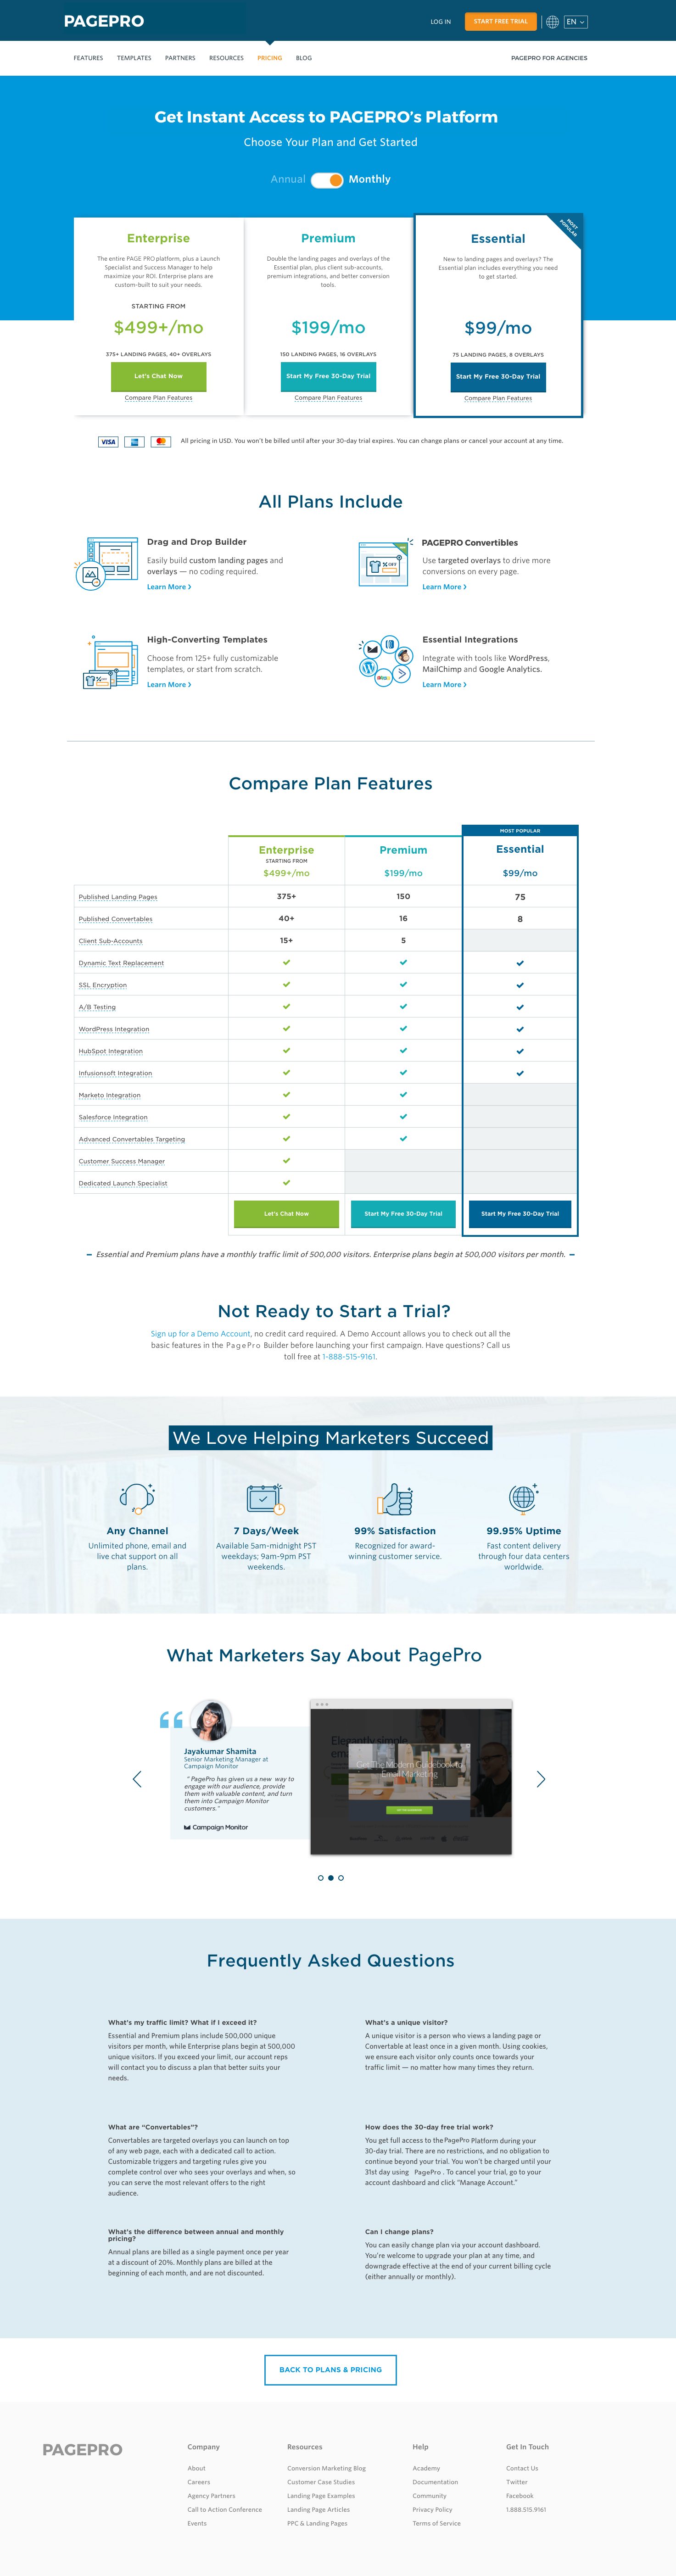 PAGEPRO
LOG IN
START FREE TRIAL
EN
FEATURES
TEMPLATES
PARTNERS
RESOURCES
PRICING
BLOG
PAGEPRO FOR AGENCIES
Get Instant Access to PAGEPRO's Platform
Choose Your Plan and Get Started
Annual
Monthly
Enterprise
The entire PAGE PRO platform, plus a Launch
Specialist and Success Manager to help
maximize your ROI. Enterprise plans are
custom-built to suit your needs.
STARTING FROM
$499+/mo
375+ LANDING PAGES, 40+ OVERLAYS
Let's Chat Now
Compare Plan Features
Premium
Double the landing pages and overlays of the
Essential plan, plus client sub-accounts,
premium integrations, and better conversion
tools.
$199/mo
150 LANDING PAGES, 16 OVERLAYS
Start My Free 30-Day Trial
Compare Plan Features
MOST
POPULAR
Essential
New to landing pages and overlays? The
Essential plan includes everything you need
to get started.
$99/mo
75 LANDING PAGES, 8 OVERLAYS
Start My Free 30-Day Trial
Compare Plan Features
VISA
All pricing in USD. You won't be billed until after your 30-day trial expires. You can change plans or cancel your account at any time.
All Plans Include
Drag and Drop Builder
Easily build custom landing pages and
overlays — no coding required.
Learn More
PAGEPRO Convertibles
Use targeted overlays to drive more
conversions on every page.
Learn More
High-Converting Templates
Choose from 125+ fully customizable
templates, or start from scratch.
Learn More
Essential Integrations
Integrate with tools like WordPress,
MailChimp and Google Analytics.
Learn More
Compare Plan Features
MOST POPULAR
Enterprise
STARTING FROM
$499+/mo
Premium
$199/mo
Essential
$99/mo
Published Landing Pages 375+ 150 75
Published Convertables 40+ 16 8
Client Sub-Accounts 15+ 5
Dynamic Text Replacement
SSL Encryption
A/B Testing
WordPress Integration
HubSpot Integration
Infusionsoft Integration
Marketo Integration
Salesforce Integration
Advanced Convertables Targeting
Customer Success Manager
Dedicated Launch Specialist
Let's Chat Now
Start My Free 30-Day Trial
Start My Free 30-Day Trial
Essential and Premium plans have a monthly traffic limit of 500,000 visitors. Enterprise plans begin at 500,000 visitors per month.
Not Ready to Start a Trial?
Sign up for a Demo Account, no credit card required. A Demo Account allows you to check out all the
basic features in the PagePro Builder before launching your first campaign. Have questions? Call us
toll free at 1-888-515-9161.
We Love Helping Marketers Succeed
Any Channel
Unlimited phone, email and
live chat support on all
plans.
7 Days/Week
Available 5am-midnight PST
weekdays; 9am-9pm PST
weekends.
99% Satisfaction
Recognized for award-
winning customer service.
99.95% Uptime
Fast content delivery
through four data centers
worldwide.
What Marketers Say About PagePro
Jayakumar Shamita
Senior Marketing Manager at
Campaign Monitor
" PagePro has given us a new way to
engage with our audience, provide
them with valuable content, and turn
them into Campaign Monitor
customers."
Campaign Monitor
Elegantly simple
Get The Modern Guidebook to
Email Marketing
Frequently Asked Questions
What's my traffic limit? What if I exceed it?
Essential and Premium plans include 500,000 unique
visitors per month, while Enterprise plans begin at 500,000
unique visitors. If you exceed your limit, our account reps
will contact you to discuss a plan that better suits your
needs.
What's a unique visitor?
A unique visitor is a person who views a landing page or
Convertable at least once in a given month. Using cookies,
we ensure each visitor only counts once towards your
traffic limit — no matter how many times they return.
What are “Convertables”?
Convertables are targeted overlays you can launch on top
of any web page, each with a dedicated call to action.
Customizable triggers and targeting rules give you
complete control over who sees your overlays and when, so
you can serve the most relevant offers to the right
audience.
How does the 30-day free trial work?
You get full access to the PagePro Platform during your
30-day trial. There are no restrictions, and no obligation to
continue beyond your trial. You won't be charged until your
31st day using PagePro . To cancel your trial, go to your
account dashboard and click “Manage Account.”
What's the difference between annual and monthly
pricing?
Annual plans are billed as a single payment once per year
at a discount of 20%. Monthly plans are billed at the
beginning of each month, and are not discounted.
Can I change plans?
You can easily change plan via your account dashboard.
You're welcome to upgrade your plan at any time, and
downgrade effective at the end of your current billing cycle
(either annually or monthly).
BACK TO PLANS & PRICING
PAGEPRO
Company
About
Careers
Agency Partners
Call to Action Conference
Events
Resources
Conversion Marketing Blog
Customer Case Studies
Landing Page Examples
Landing Page Articles
PPC & Landing Pages
Help
Academy
Documentation
Community
Privacy Policy
Terms of Service
Get In Touch
Contact Us
Twitter
Facebook
1.888.515.9161